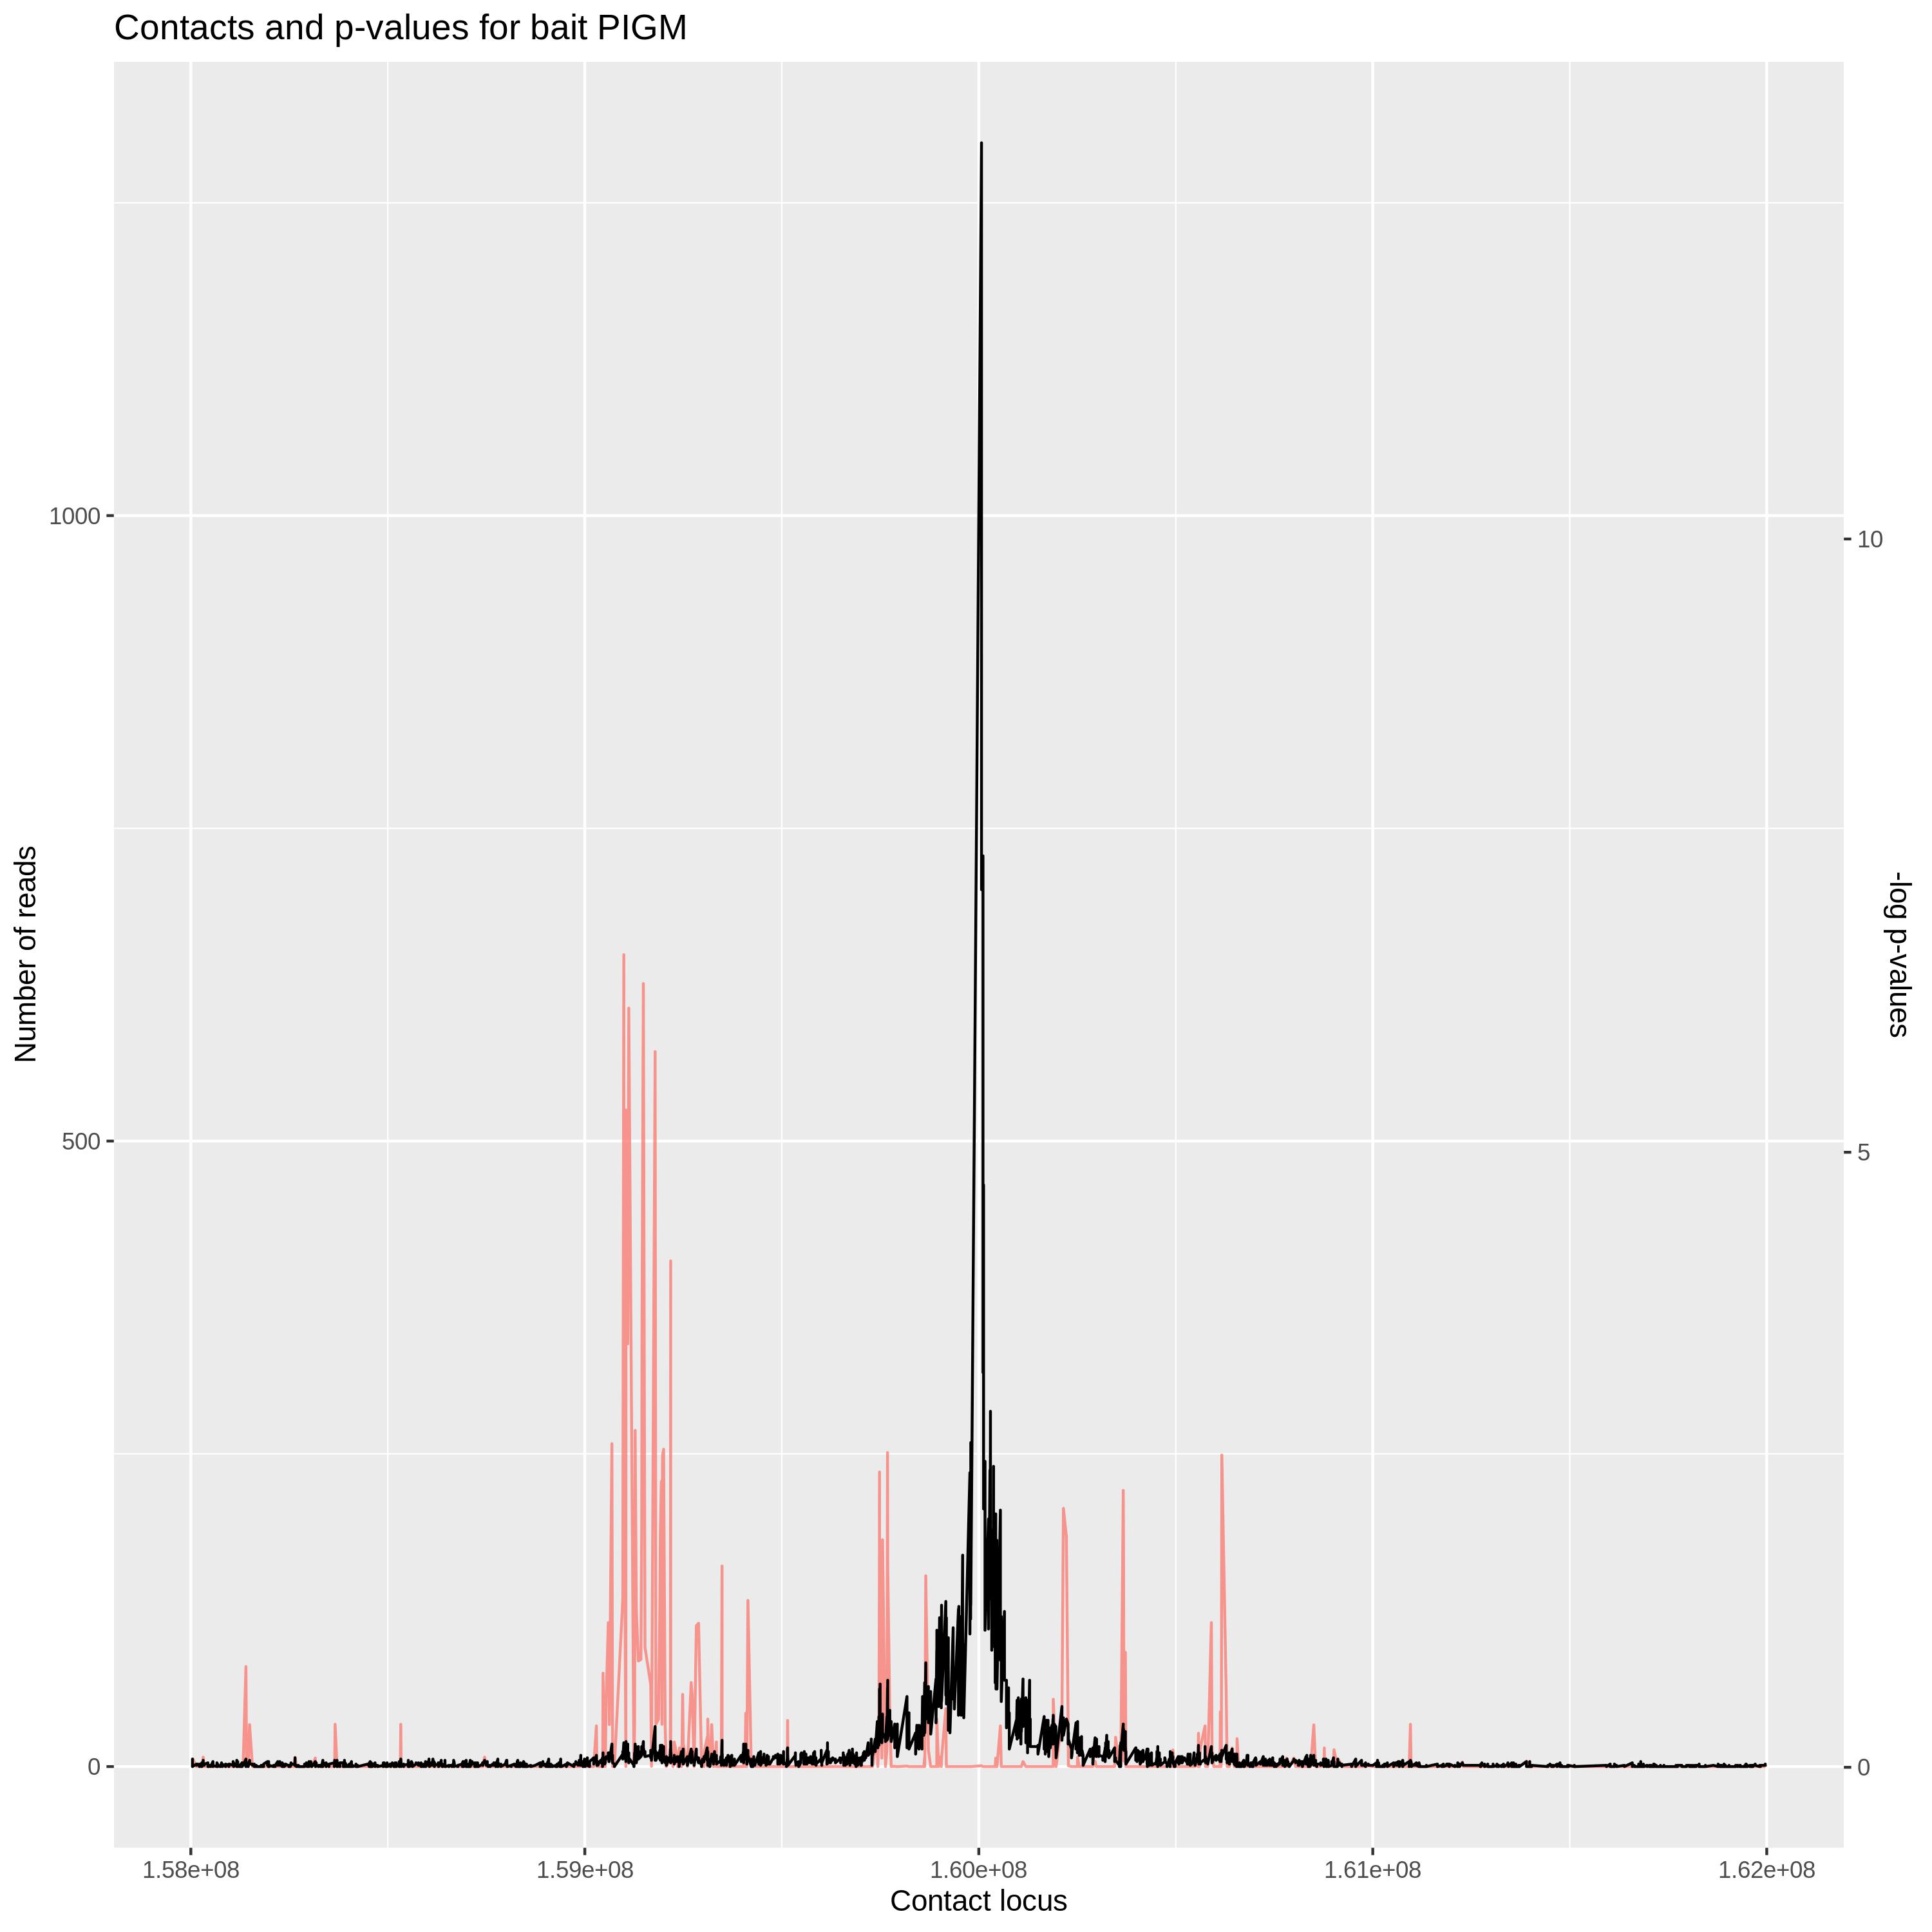 Contacts and p-values for bait PIGM
Number of reads
1000
500
0
10
5
0
-log p-values
1.58e+08
1.59e+08
1.60e+08
1.61e+08
1.62e+08
Contact locus